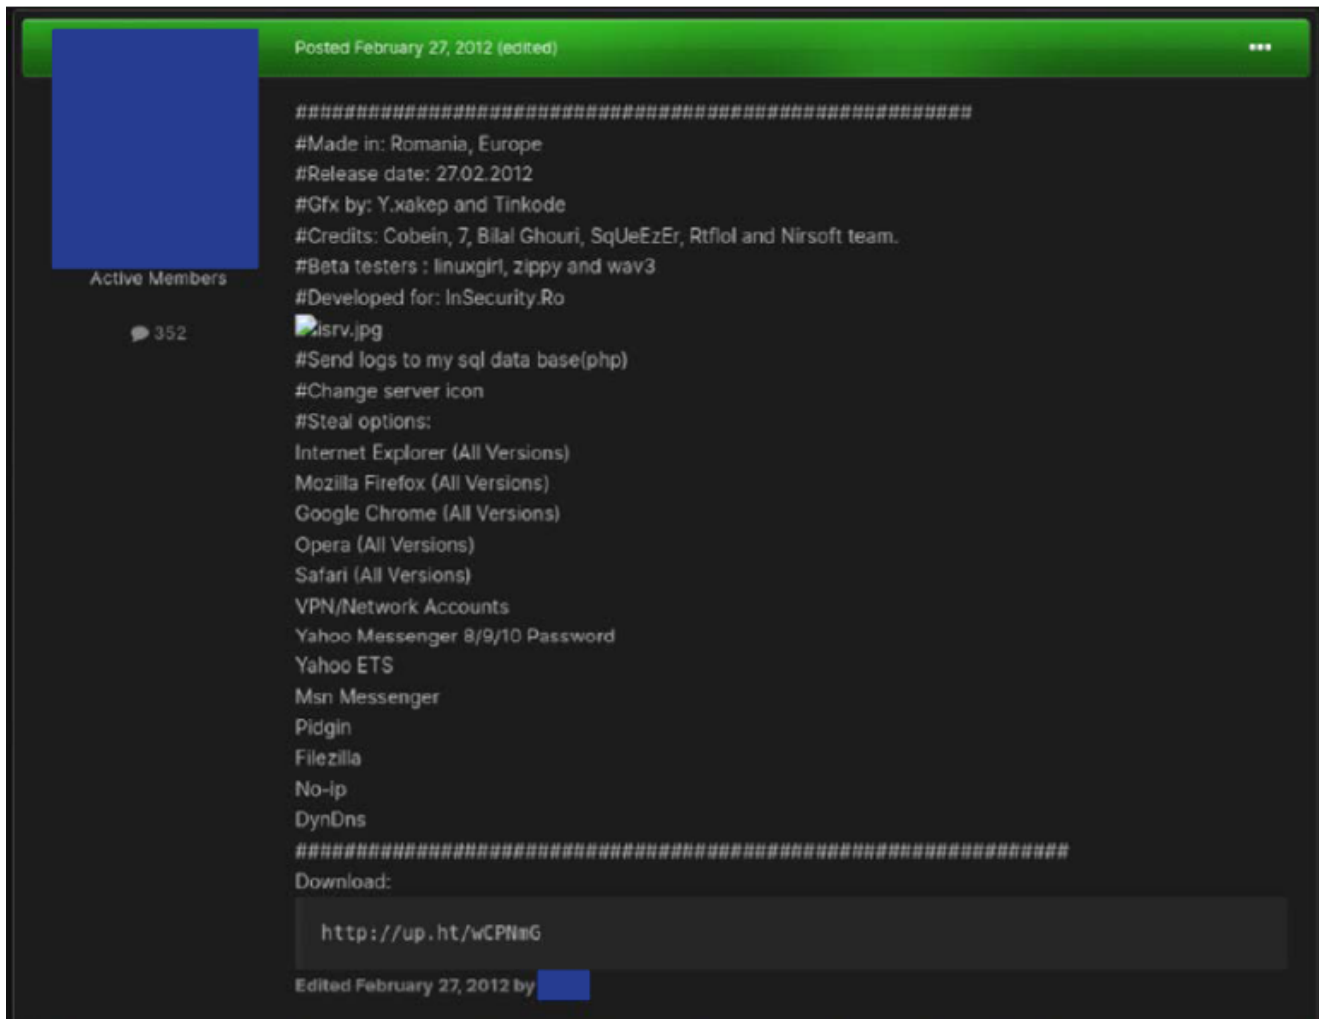 Posted February 27, 2012 (edited)
########################################################
#Made in: Romania, Europe
#Release date: 27.02.2012
#Gfx by: Y.xakep and Tinkode
#Credits: Cobein, 7, Bilal Ghouri, SqUeEzEr, Rtflol and Nirsoft team.
#Beta testers : linuxgirl, zippy and wav3
Active Members
#Developed for: InSecurity.Ro
352
isrv.jpg
#Send logs to my sql data base(php)
#Change server icon
#Steal options:
Internet Explorer (All Versions)
Mozilla Firefox (All Versions)
Google Chrome (All Versions)
Opera (All Versions)
Safari (All Versions)
VPN/Network Accounts
Yahoo Messenger 8/9/10 Password
Yahoo ETS
Msn Messenger
Pidgin
Filezilla
No-ip
DynDns
################################################################
Download:
http://up.ht/wCPNmG
Edited February 27, 2012 by